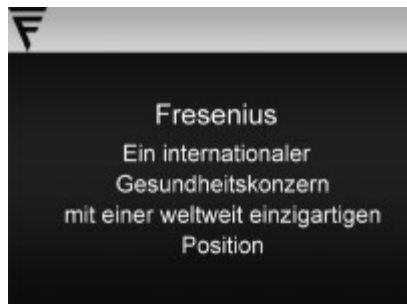 Fresenius
Ein internationaler
Gesundheitskonzern
mit einer weltweit einzigartigen
Position